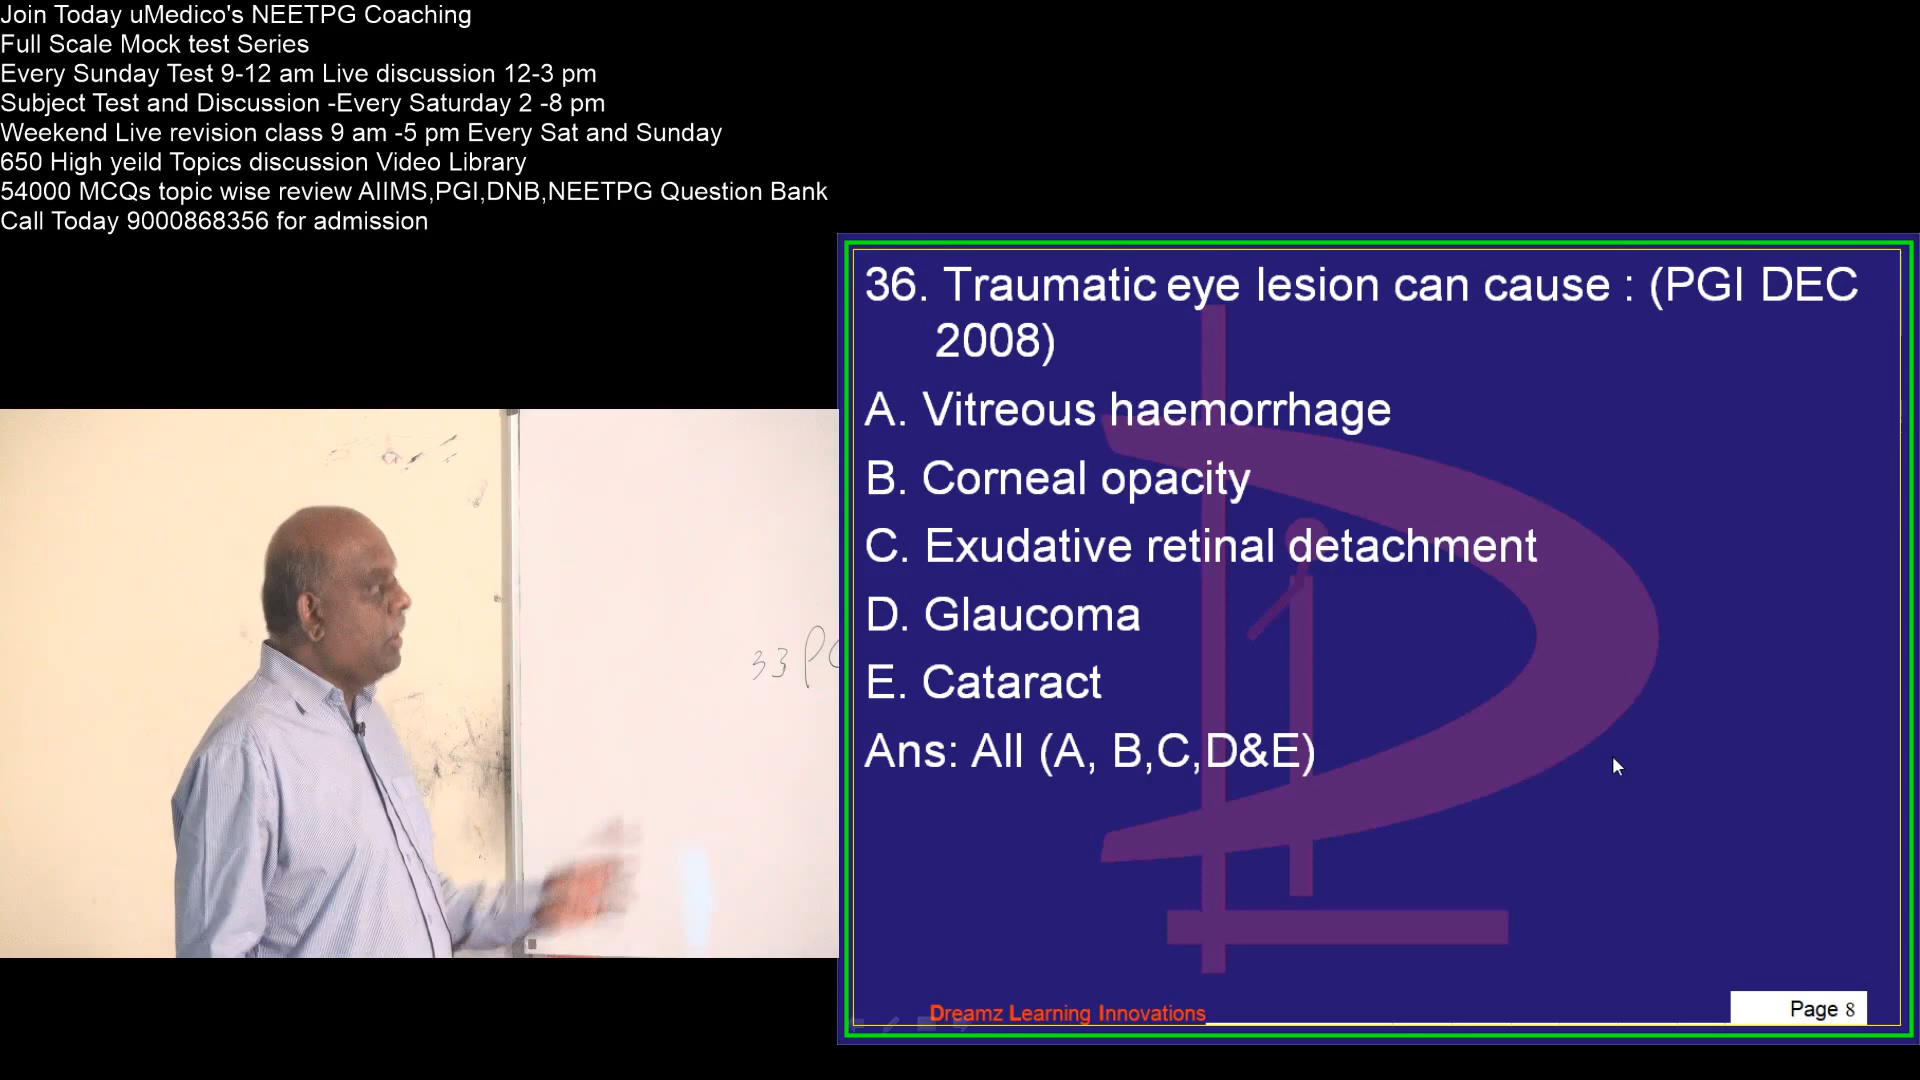 Join Today uMedico's NEETPG Coaching
Full Scale Mock test Series
Every Sunday Test 9-12 am Live discussion 12-3 pm
Subject Test and Discussion -Every Saturday 2 -8 pm
Weekend Live revision class 9 am -5 pm Every Sat and Sunday
650 High yeild Topics discussion Video Library
54000 MCQs topic wise review AIIMS,PGI,DNB,NEETPG Question Bank
Call Today 9000868356 for admission
33 PG
36. Traumatic eye lesion can cause : (PGI DEC
2008)
A. Vitreous haemorrhage
B. Corneal opacity
C. Exudative retinal detachment
D. Glaucoma
E. Cataract
Ans: All (A, B,C,D&E)
Dreamz Learning Innovations
Page 8